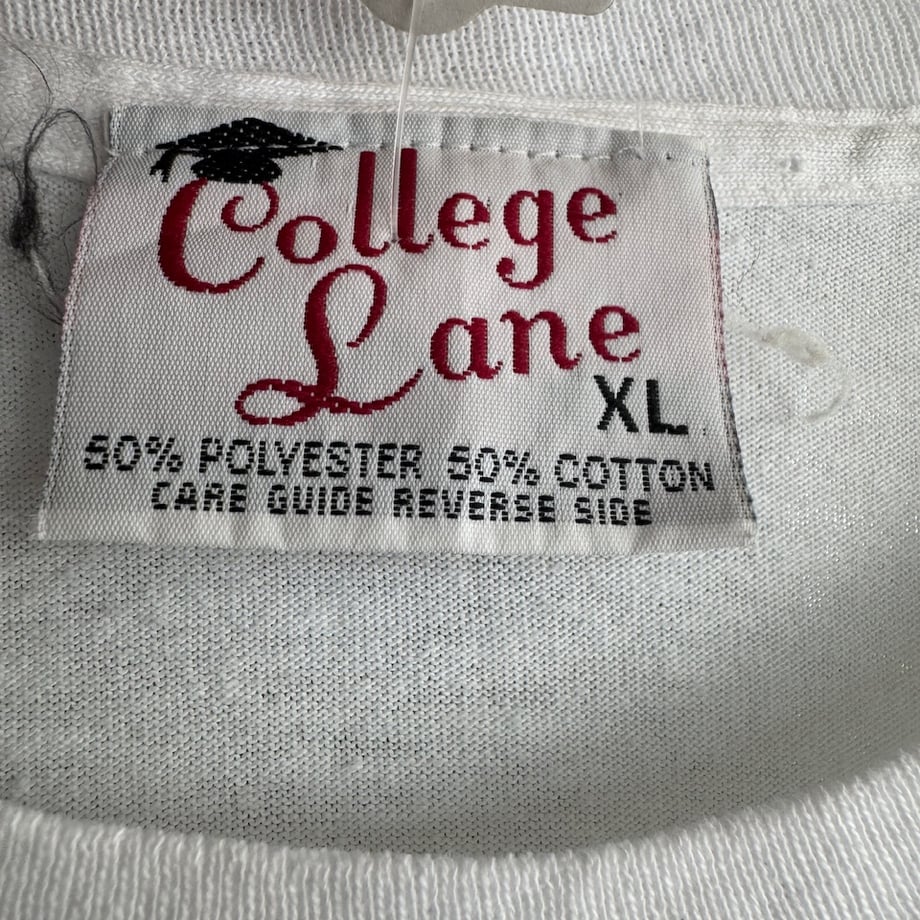 College
Lane
XL
50% POLYESTER 50% COTTON
CARE GUIDE REVERSE SIDE